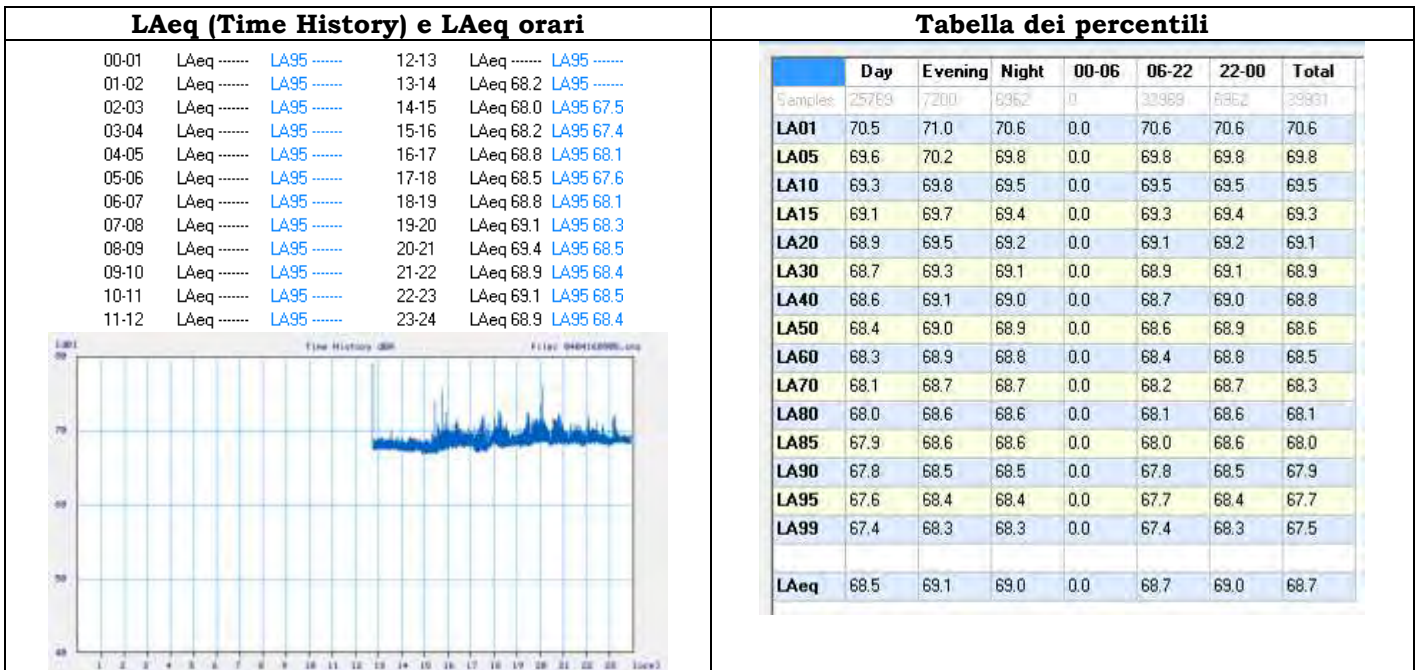 LAeq (Time History) e LAeq orari
00-01 LAeq ------- LA95 ------- 12-13 LAeq ------- LA95 -------
01-02 LAeq ------- LA95 ------- 13-14 LAeq 68.2 LA95 -------
02-03 LAeq ------- LA95 ------- 14-15 LAeq 68.0 LA95 67.5
03-04 LAeq ------- LA95 ------- 15-16 LAeq 68.2 LA95 67.4
04-05 LAeq ------- LA95 ------- 16-17 LAeq 68.8 LA95 68.1
05-06 LAeq ------- LA95 ------- 17-18 LAeq 68.5 LA95 67.6
06-07 LAeq ------- LA95 ------- 18-19 LAeq 68.8 LA95 68.1
07-08 LAeq ------- LA95 ------- 19-20 LAeq 69.1 LA95 68.3
08-09 LAeq ------- LA95 ------- 20-21 LAeq 69.4 LA95 68.5
09-10 LAeq ------- LA95 ------- 21-22 LAeq 68.9 LA95 68.4
10-11 LAeq ------- LA95 ------- 22-23 LAeq 69.1 LA95 68.5
11-12 LAeq ------- LA95 ------- 23-24 LAeq 68.9 LA95 68.4
Time History dBA
80
70
60
50
40
1 2 3 4 5 6 7 8 9 10 11 12 13 14 15 16 17 18 19 20 21 22 23
Tabella dei percentili
Day Evening Night 00-06 06-22 22-00 Total
Samples 25769 7200 6962 0 32969 6962 39931
LA01 70.5 71.0 70.6 0.0 70.6 70.6 70.6
LA05 69.6 70.2 69.8 0.0 69.8 69.8 69.8
LA10 69.3 69.8 69.5 0.0 69.5 69.5 69.5
LA15 69.1 69.7 69.4 0.0 69.3 69.4 69.3
LA20 68.9 69.5 69.2 0.0 69.1 69.2 69.1
LA30 68.7 69.3 69.1 0.0 68.9 69.1 68.9
LA40 68.6 69.1 69.0 0.0 68.7 69.0 68.8
LA50 68.4 69.0 68.9 0.0 68.6 68.9 68.6
LA60 68.3 68.9 68.8 0.0 68.4 68.8 68.5
LA70 68.1 68.7 68.7 0.0 68.2 68.7 68.3
LA80 68.0 68.6 68.6 0.0 68.1 68.6 68.1
LA85 67.9 68.6 68.6 0.0 68.0 68.6 68.0
LA90 67.8 68.5 68.5 0.0 67.8 68.5 67.9
LA95 67.6 68.4 68.4 0.0 67.7 68.4 67.7
LA99 67.4 68.3 68.3 0.0 67.4 68.3 67.5
LAeq 68.5 69.1 69.0 0.0 68.7 69.0 68.7